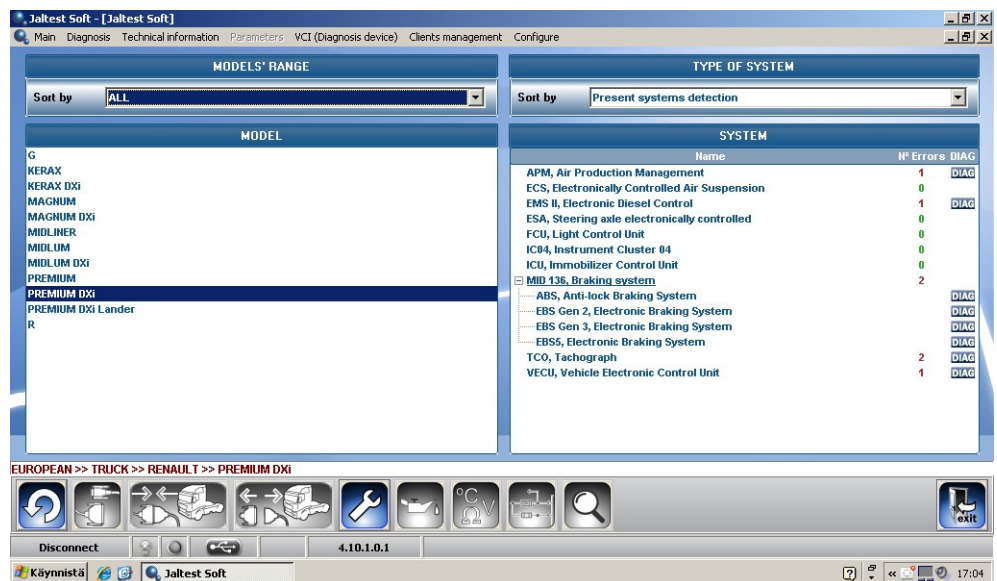 Jaltest Soft - [Jaltest Soft]
Main Diagnosis Technical information Parameters VCI (Diagnosis device) Clients management Configure
MODELS' RANGE
Sort by ALL
MODEL
G
KERAX
KERAX DXi
MAGNUM
MAGNUM DXi
MIDLINER
MIDLUM
MIDLUM DXi
PREMIUM
PREMIUM DXi
PREMIUM DXi Lander
R
TYPE OF SYSTEM
Sort by Present systems detection
SYSTEM
Name Nº Errors DIAG
APM, Air Production Management 1 DIAG
ECS, Electronically Controlled Air Suspension 0
EMS II, Electronic Diesel Control 1 DIAG
ESA, Steering axle electronically controlled 0
FCU, Light Control Unit 0
IC04, Instrument Cluster 04 0
ICU, Immobilizer Control Unit 0
MID 136, Braking system 2
ABS, Anti-lock Braking System DIAG
EBS Gen 2, Electronic Braking System DIAG
EBS Gen 3, Electronic Braking System DIAG
EBS5, Electronic Braking System DIAG
TCO, Tachograph 2 DIAG
VECU, Vehicle Electronic Control Unit 1 DIAG
EUROPEAN >> TRUCK >> RENAULT >> PREMIUM DXi
°C V Ω
exit
Disconnect 4.10.1.0.1
Käynnistä Jaltest Soft 17:04